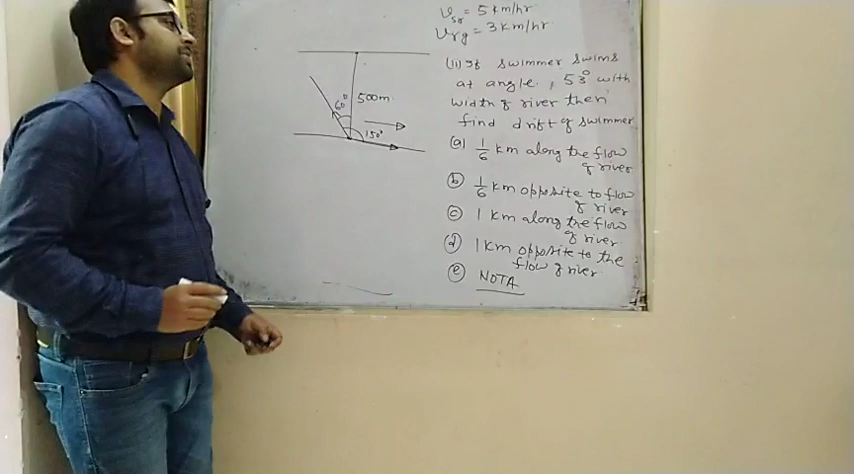 Vsr = 5 km/hr
Vrg = 3 km/hr
60°
500m.
150°
(ii) If swimmer swims
at angle, 53° with
width of river then
find drift of swimmer
(a) 1/6 km along the flow
of river
(b) 1/6 km opposite to flow
of river
(c) 1 km along the flow
of river
(d) 1 km opposite to the
flow of river
(e) NOTA